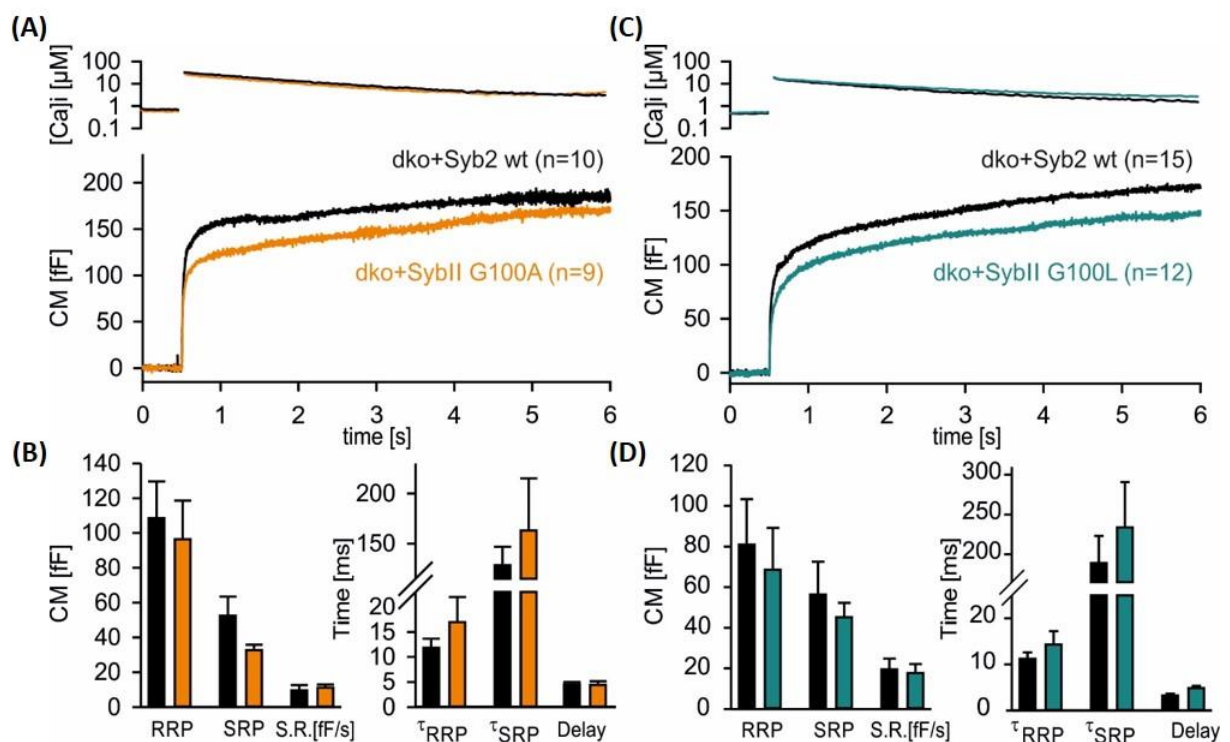 (A)
[Ca]i [µM]
100
10
1
0.1
dko+Syb2 wt (n=10)
dko+SybII G100A (n=9)
CM [fF]
200
150
100
50
0
0 1 2 3 4 5 6
time [s]
(C)
[Ca]i [µM]
100
10
1
0.1
dko+Syb2 wt (n=15)
dko+SybII G100L (n=12)
CM [fF]
200
150
100
50
0
0 1 2 3 4 5 6
time [s]
(B)
CM [fF]
140
120
100
80
60
40
20
0
RRP SRP S.R.[fF/s]
Time [ms]
200
150
20
15
10
5
0
τRRP τSRP Delay
(D)
CM [fF]
120
100
80
60
40
20
0
RRP SRP S.R.[fF/s]
Time [ms]
300
250
200
20
10
0
τRRP τSRP Delay